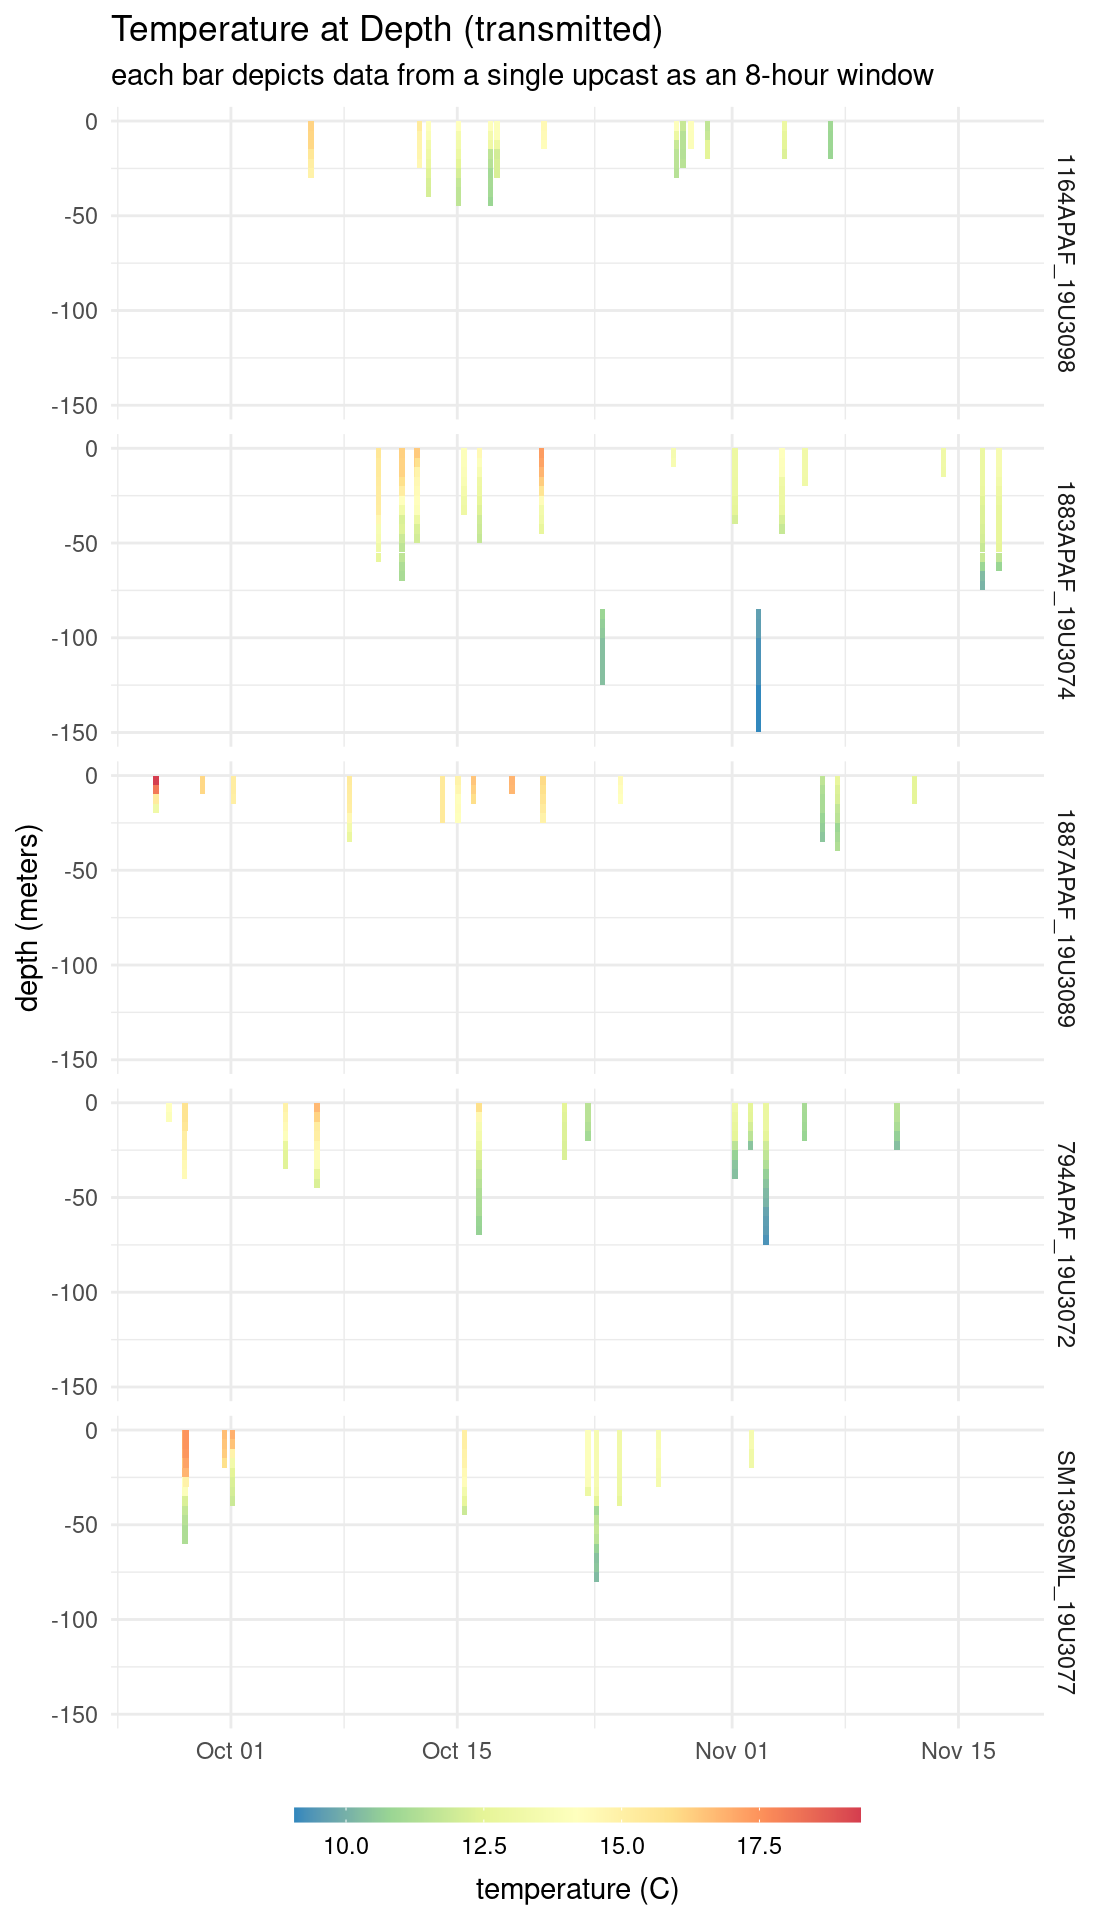 Temperature at Depth (transmitted)
each bar depicts data from a single upcast as an 8-hour window
0
-50
-100
-150
1164APAF_19U3098
0
-50
-100
-150
1883APAF_19U3074
0
-50
-100
-150
1887APAF_19U3089
0
-50
-100
-150
794APAF_19U3072
0
-50
-100
-150
SM1369SML_19U3077
depth (meters)
Oct 01 Oct 15 Nov 01 Nov 15
10.0 12.5 15.0 17.5
temperature (C)